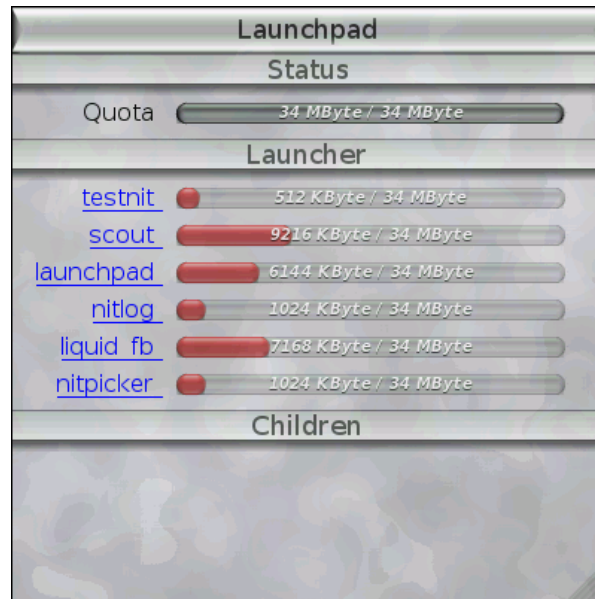 Launchpad
Status
Quota 34 MByte / 34 MByte
Launcher
testnit 512 KByte / 34 MByte
scout 9216 KByte / 34 MByte
launchpad 6144 KByte / 34 MByte
nitlog 1024 KByte / 34 MByte
liquid_fb 7168 KByte / 34 MByte
nitpicker 1024 KByte / 34 MByte
Children